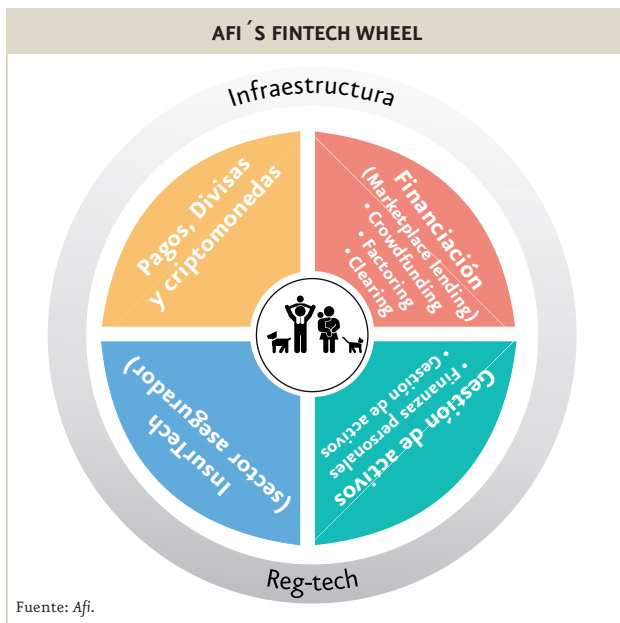 AFI ´S FINTECH WHEEL
Infraestructura
Pagos, Divisas
y criptomonedas
Financiación
(Marketplace lending)
• Crowdfunding
• Factoring
• Clearing
InsurTech
(sector asegurador)
Gestión de activos
• Finanzas personales
• Gestión de activos
Reg-tech
Fuente: Afi.